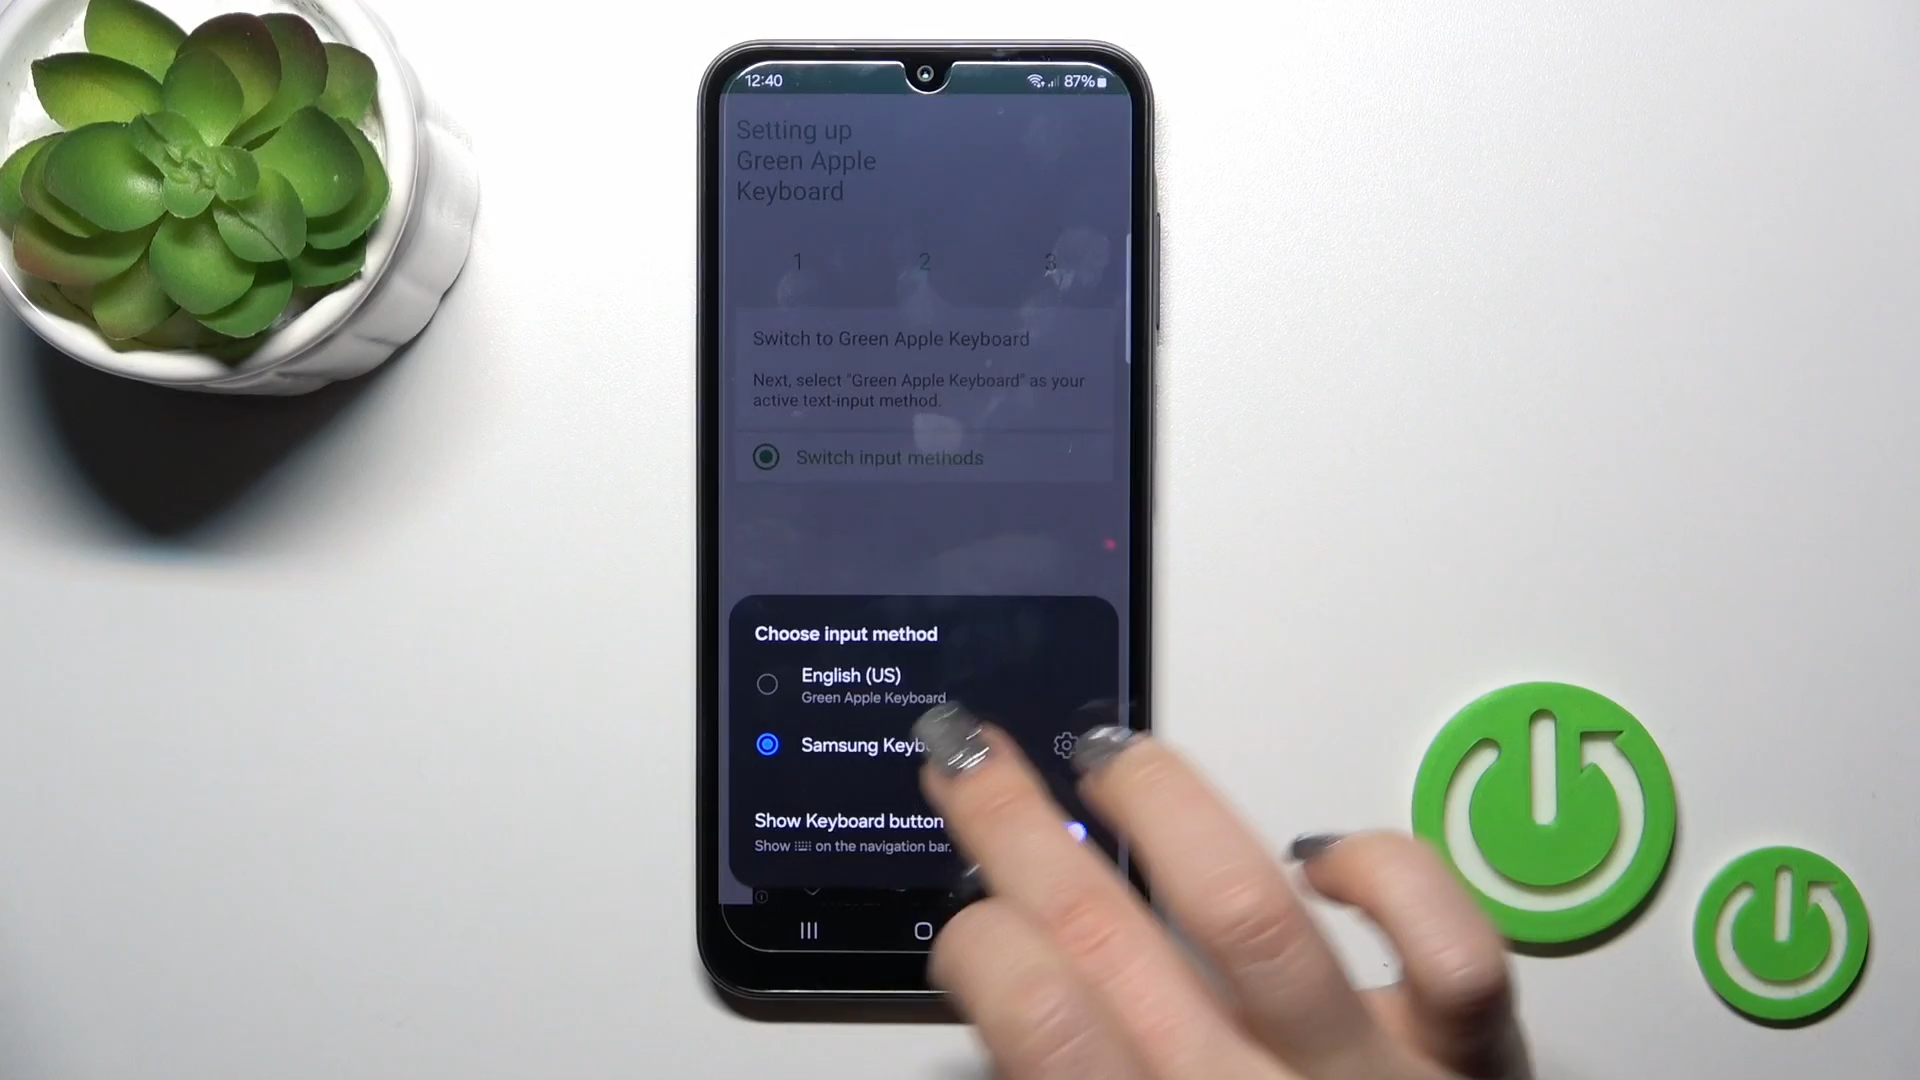 12:40
87%
Setting up
Green Apple
Keyboard
1 2 3
Switch to Green Apple Keyboard
Next, select "Green Apple Keyboard" as your
active text-input method.
Switch input methods
Choose input method
English (US)
Green Apple Keyboard
Samsung
Show Keyboard button
Show on the navigation bar.